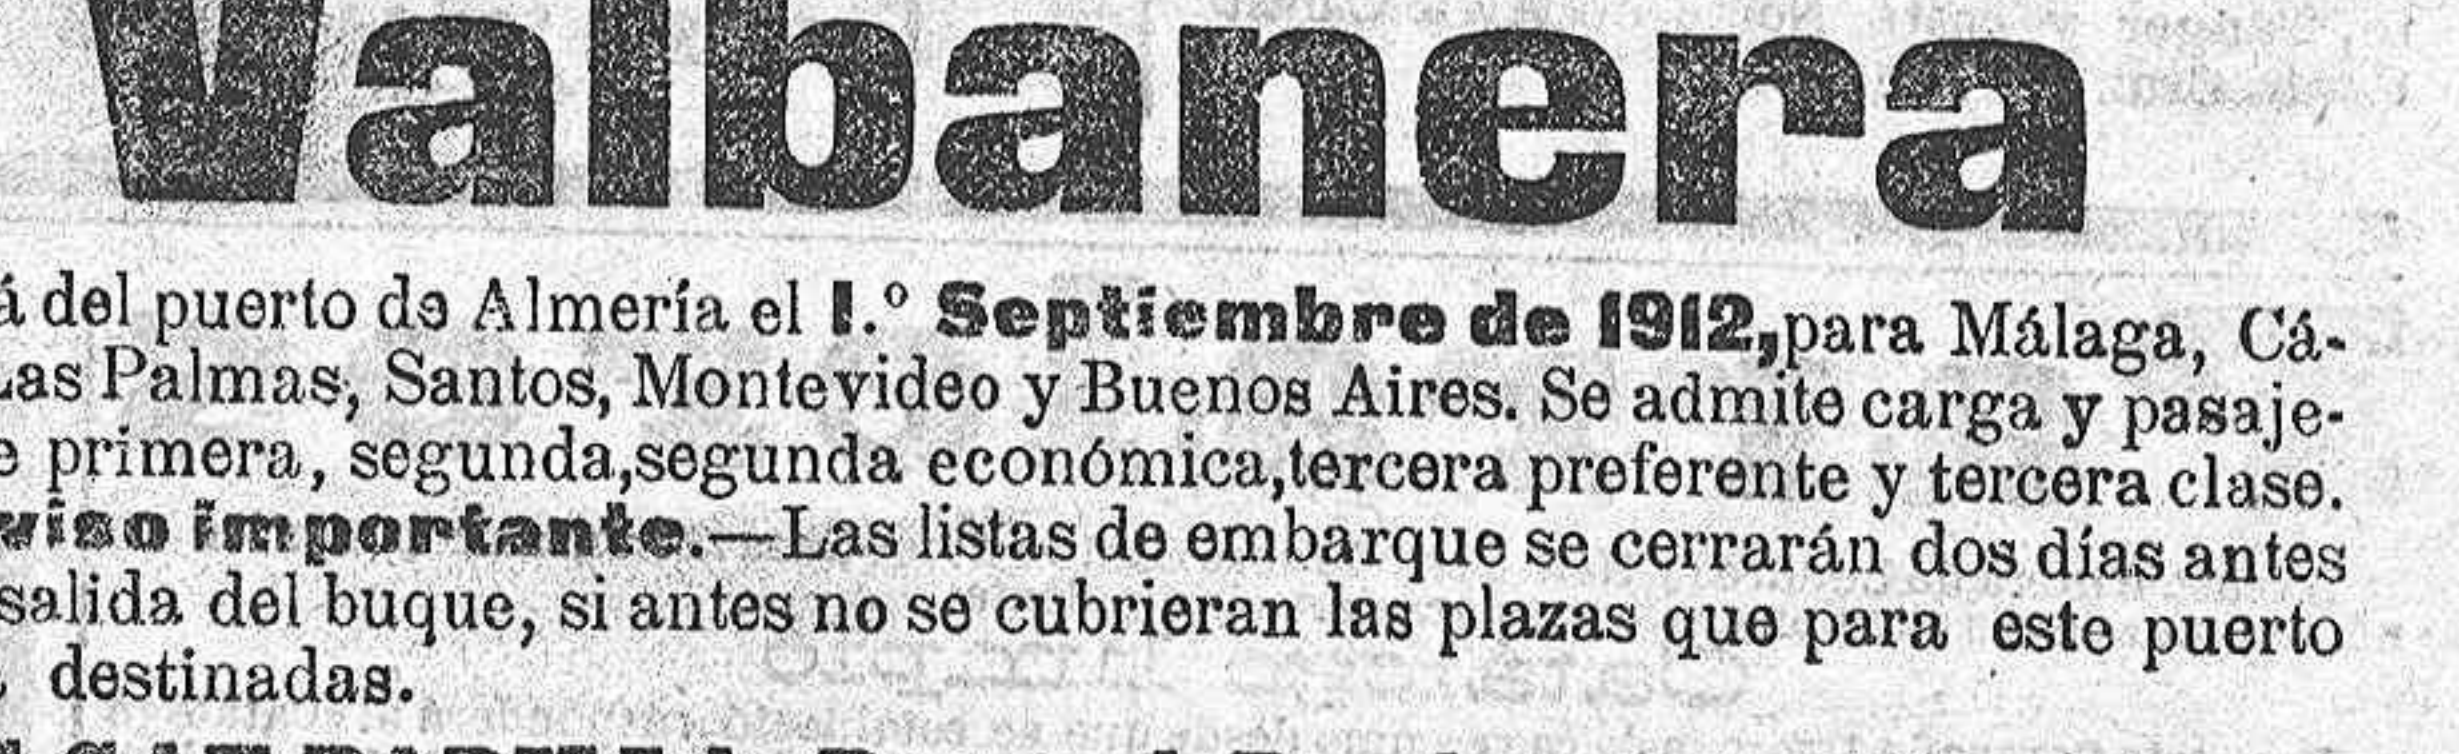 Valbanera
á del puerto de Almería el 1.º Septiembre de 1912,para Málaga, Cá-
Las Palmas, Santos, Montevideo y Buenos Aires. Se admite carga y pasaje-
e primera, segunda,segunda económica,tercera preferente y tercera clase.
viso importante.—Las listas de embarque se cerrarán dos días antes
salida del buque, si antes no se cubrieran las plazas que para este puerto
destinadas.